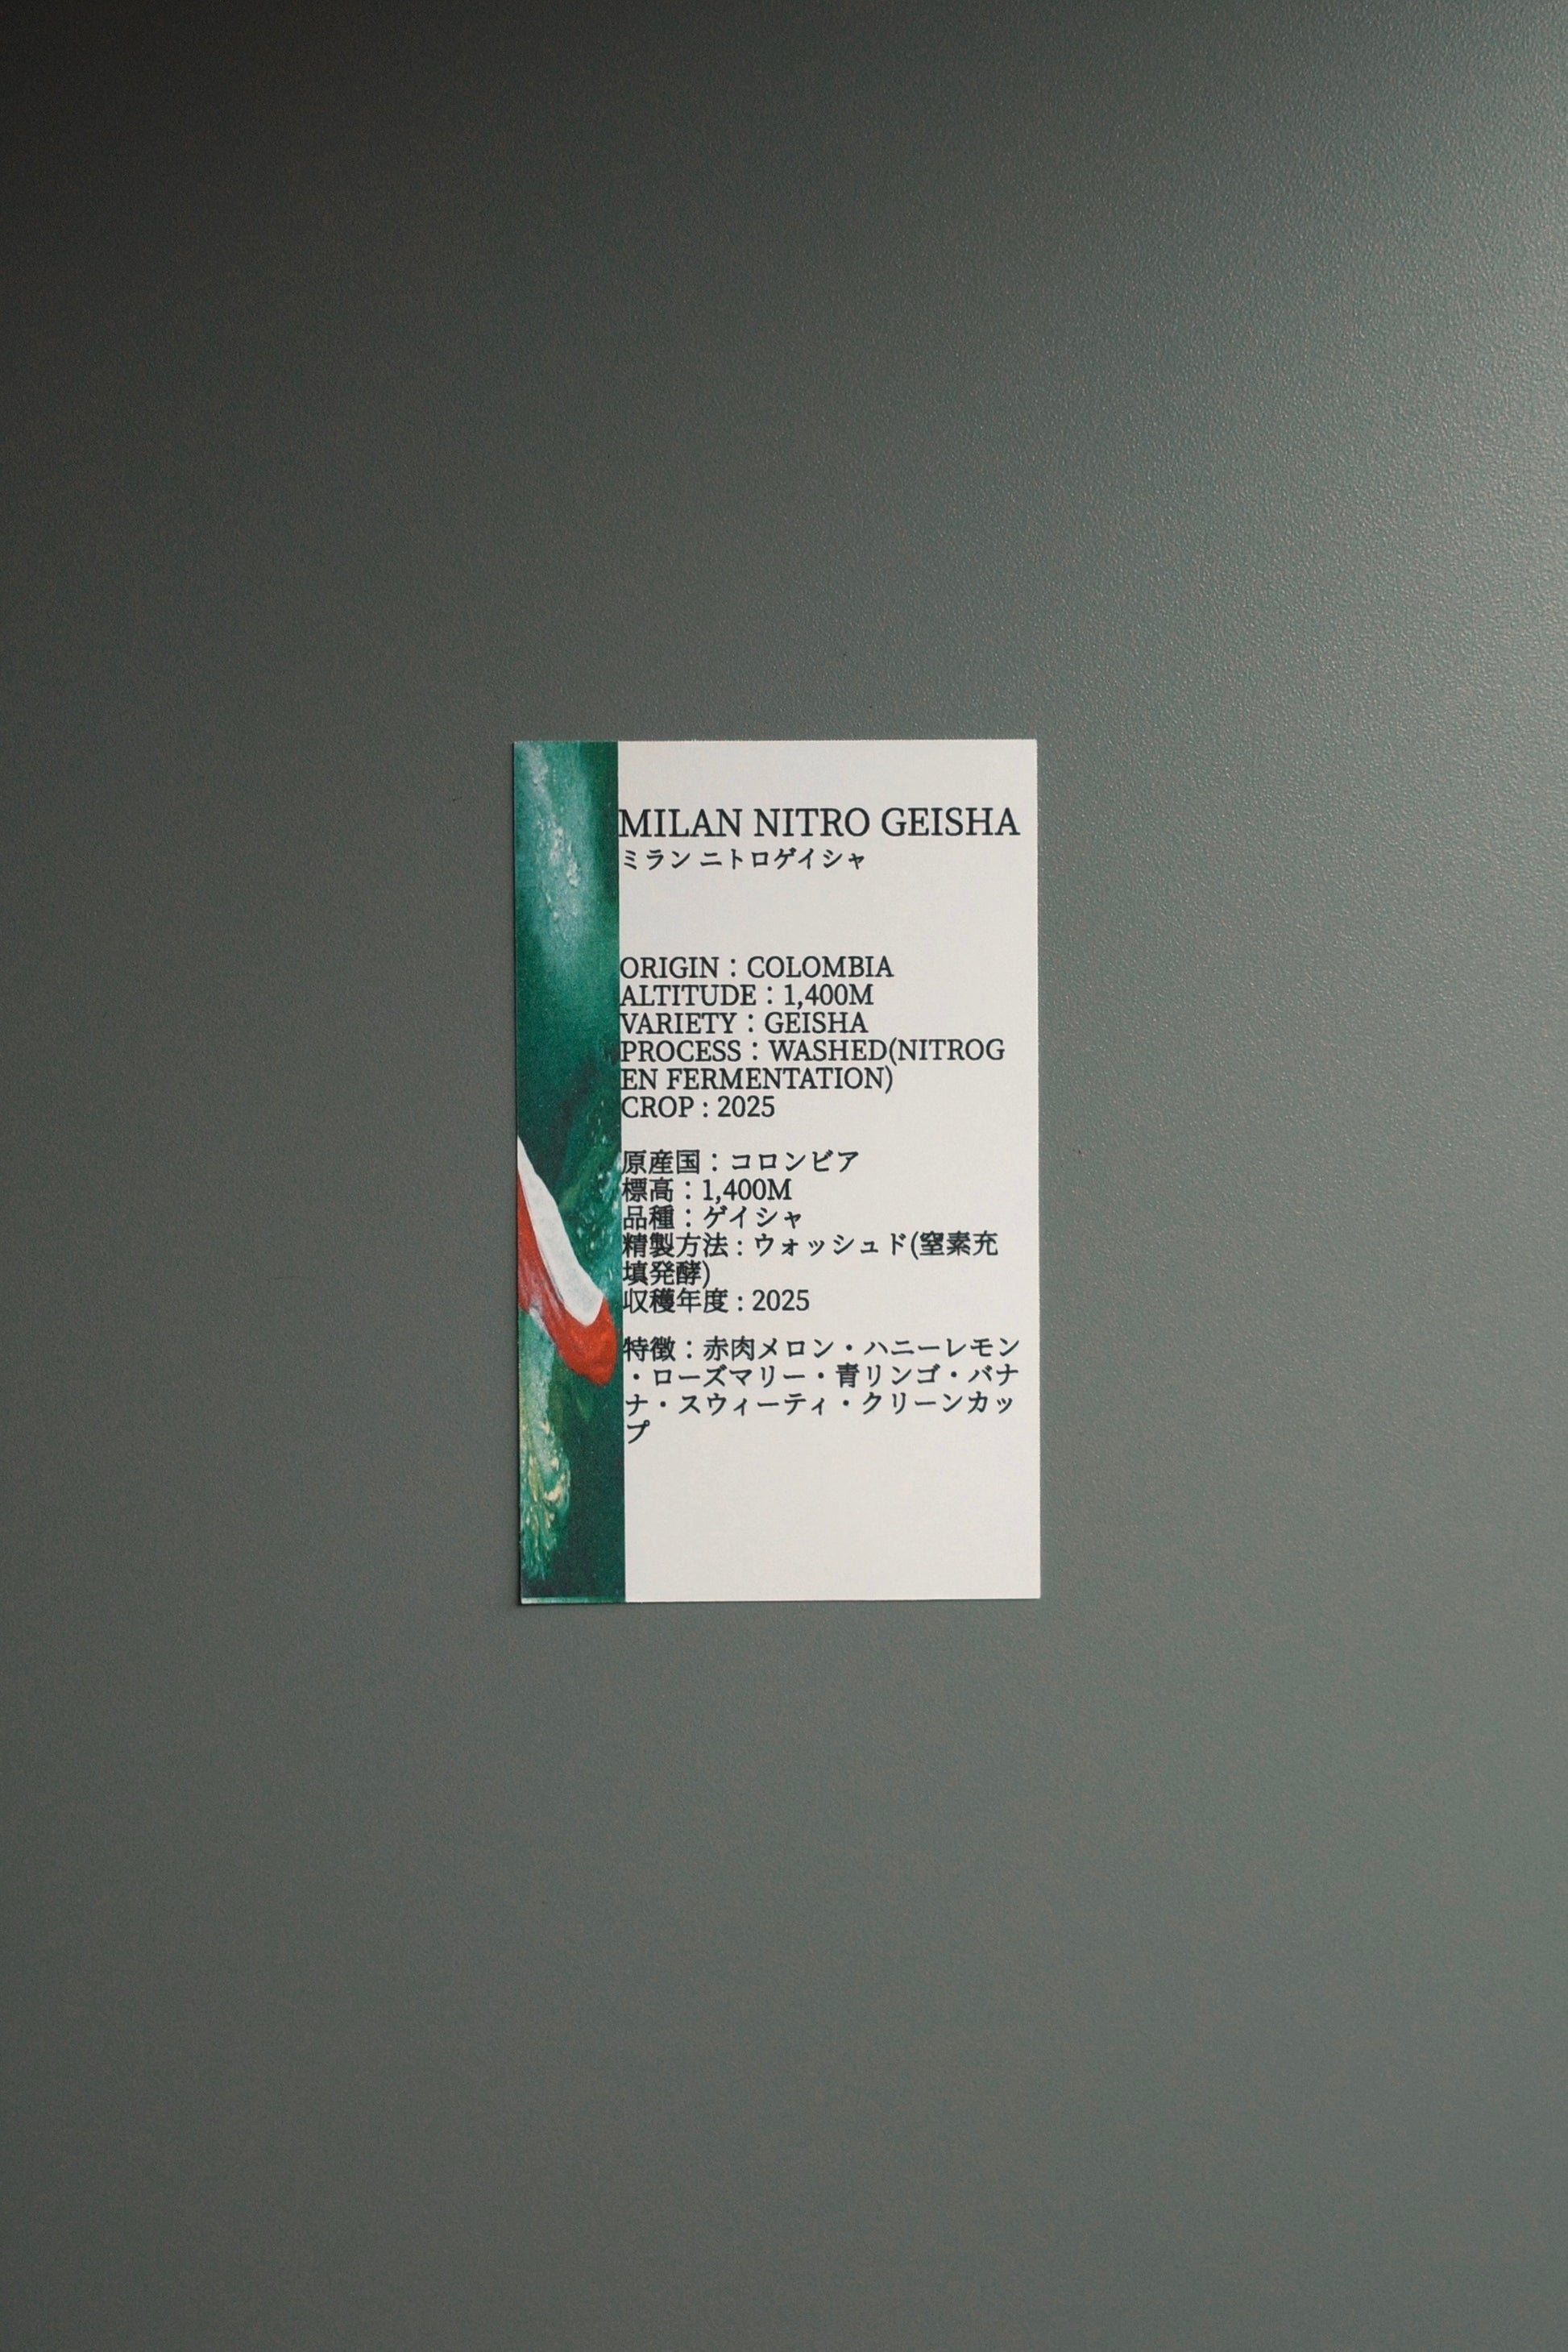 MILAN NITRO GEISHA
ミラン ニトロゲイシャ
ORIGIN：COLOMBIA
ALTITUDE：1,400M
VARIETY：GEISHA
PROCESS：WASHED(NITROG
EN FERMENTATION)
CROP : 2025
原産国：コロンビア
標高：1,400M
品種：ゲイシャ
精製方法 : ウォッシュド(窒素充
填発酵)
収穫年度 : 2025
特徴：赤肉メロン・ハニーレモン
・ローズマリー・青リンゴ・バナ
ナ・スウィーティ・クリーンカッ
プ